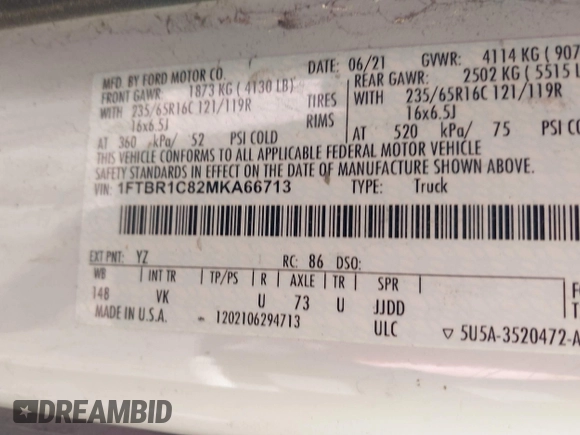 MFD. BY FORD MOTOR CO. DATE: 06/21 GVWR: 4114 KG ( 907
FRONT GAWR: 1873 KG ( 4130 LB) REAR GAWR: 2502 KG ( 5515 L
WITH 235/65R16C 121/119R TIRES WITH 235/65R16C 121/119R
16x6.5J RIMS 16x6.5J
AT 360 kPa/ 52 PSI COLD AT 520 kPa/ 75 PSI CO
THIS VEHICLE CONFORMS TO ALL APPLICABLE FEDERAL MOTOR VEHICLE
SAFETY STANDARDS IN EFFECT ON THE DATE OF MANUFACTURE SHOWN ABOVE.
VIN: 1FTBR1C82MKA66713 TYPE: Truck
EXT PNT: YZ RC: 86 DSO:
WB INT TR TP/PS R AXLE TR SPR
148 VK U 73 U JJDD
MADE IN U.S.A. 1202106294713 ULC ▽ 5U5A-3520472-A
DREAMBID